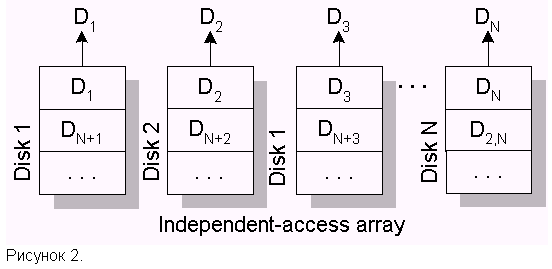 D1 D2 D3 DN
D1 D2 D3 ... DN
Disk 1 Disk 2 Disk 1 Disk N
DN+1 DN+2 DN+3 D2,N
... ... ... ...
Independent-access array
Рисунок 2.